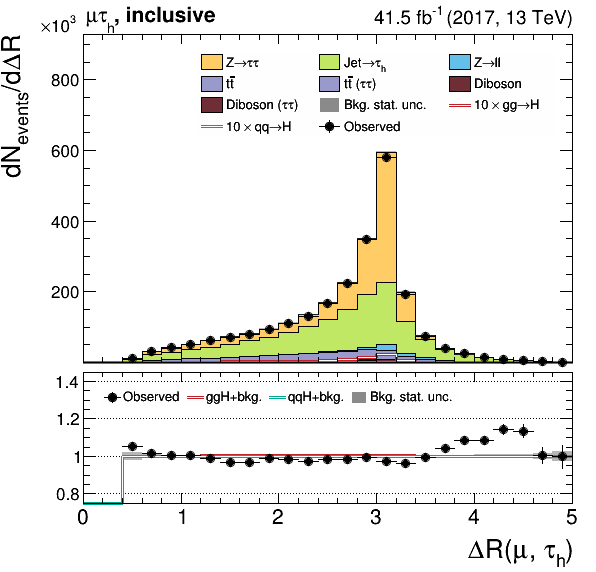 ×10³ μτh, inclusive 41.5 fb⁻¹ (2017, 13 TeV)
dNevents/dΔR
800
600
400
200
Z→ττ Jet→τh Z→ll
tt̄ tt̄ (ττ) Diboson
Diboson (ττ) Bkg. stat. unc. 10 × gg→H
10 × qq→H Observed
1.4
1.2
1
0.8
Observed ggH+bkg. qqH+bkg. Bkg. stat. unc.
0 1 2 3 4 5
ΔR(μ, τh)